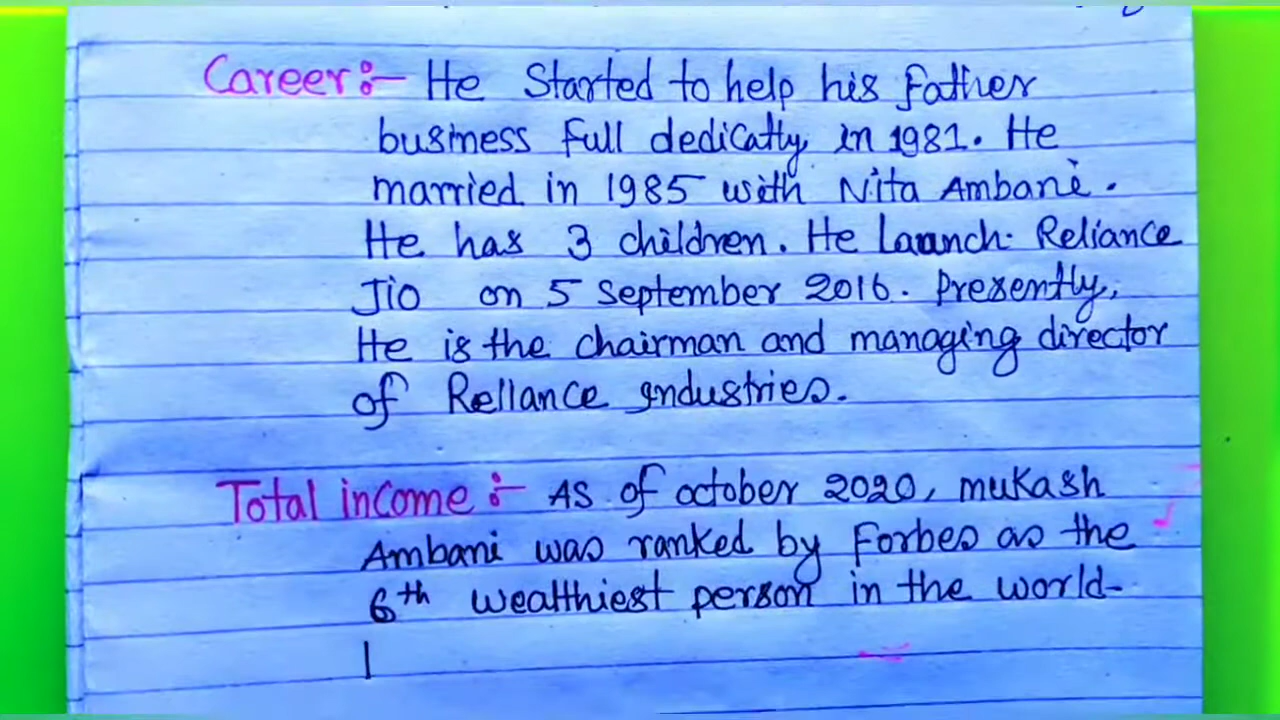 Career:- He Started to help his father
business full dedicatly in 1981. He
married in 1985 with Nita Ambani.
He has 3 children. He Launch Reliance
Jio on 5 September 2016. Presently,
He is the chairman and managing director
of Reliance Industries.
Total income:- As of october 2020, mukash
Ambani was ranked by Forbes as the
6th wealthiest person in the world-